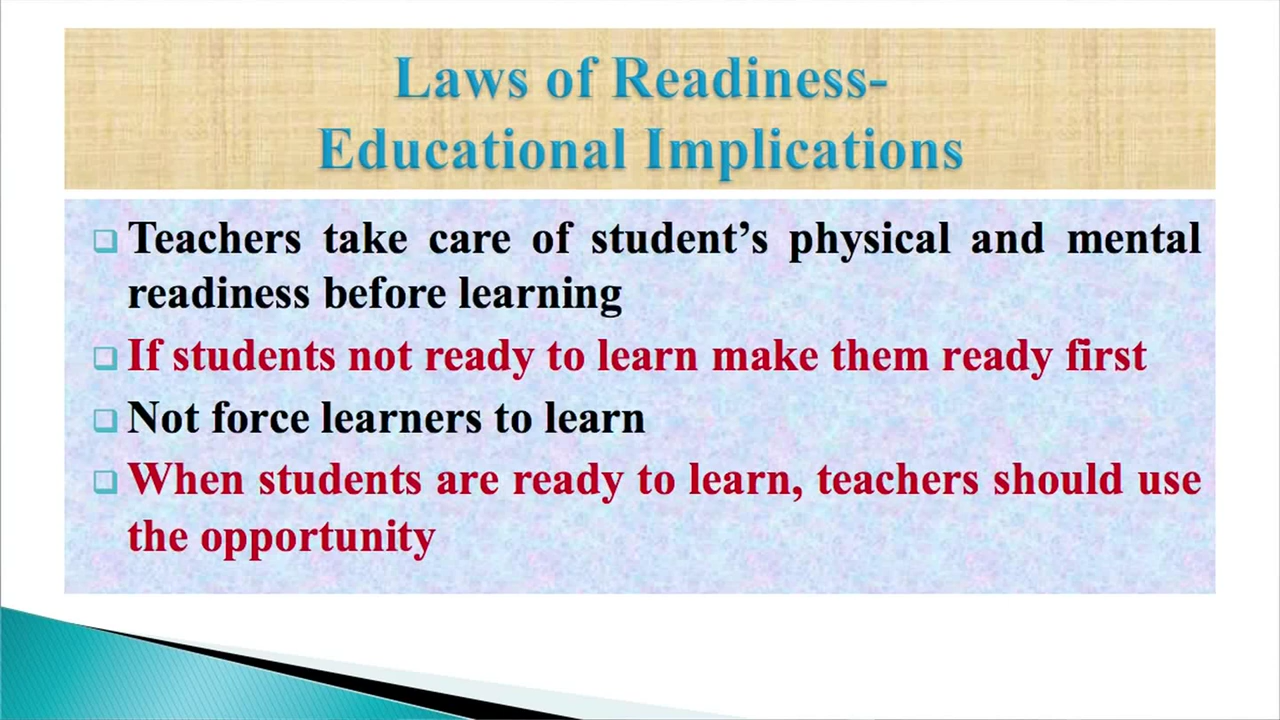 Laws of Readiness-
Educational Implications
Teachers take care of student's physical and mental
readiness before learning
If students not ready to learn make them ready first
Not force learners to learn
When students are ready to learn, teachers should use
the opportunity